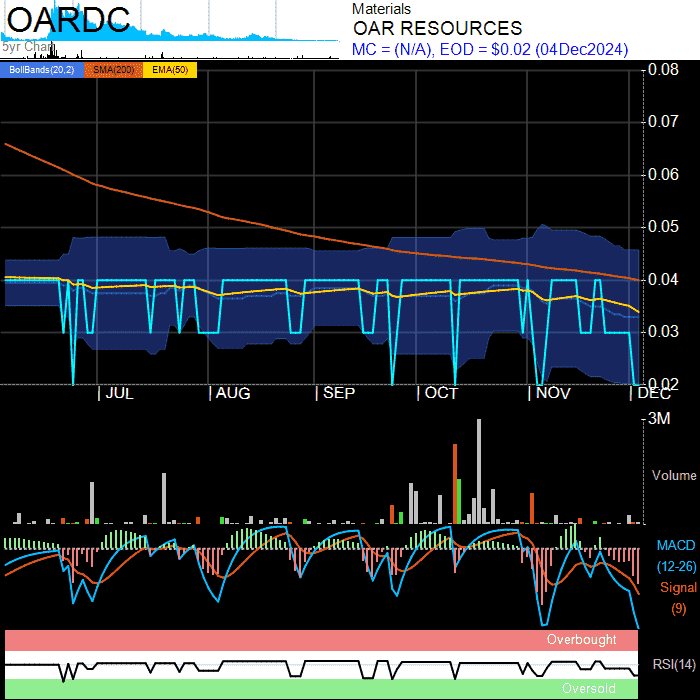 OARDC
5yr Chart
Materials
OAR RESOURCES
MC = (N/A), EOD = $0.02 (04Dec2024)
BollBands(20,2) SMA(200) EMA(50)
0.08
0.07
0.06
0.05
0.04
0.03
0.02
JUL AUG SEP OCT NOV DEC
3M
Volume
MACD
(12-26)
Signal
(9)
Overbought
RSI(14)
Oversold